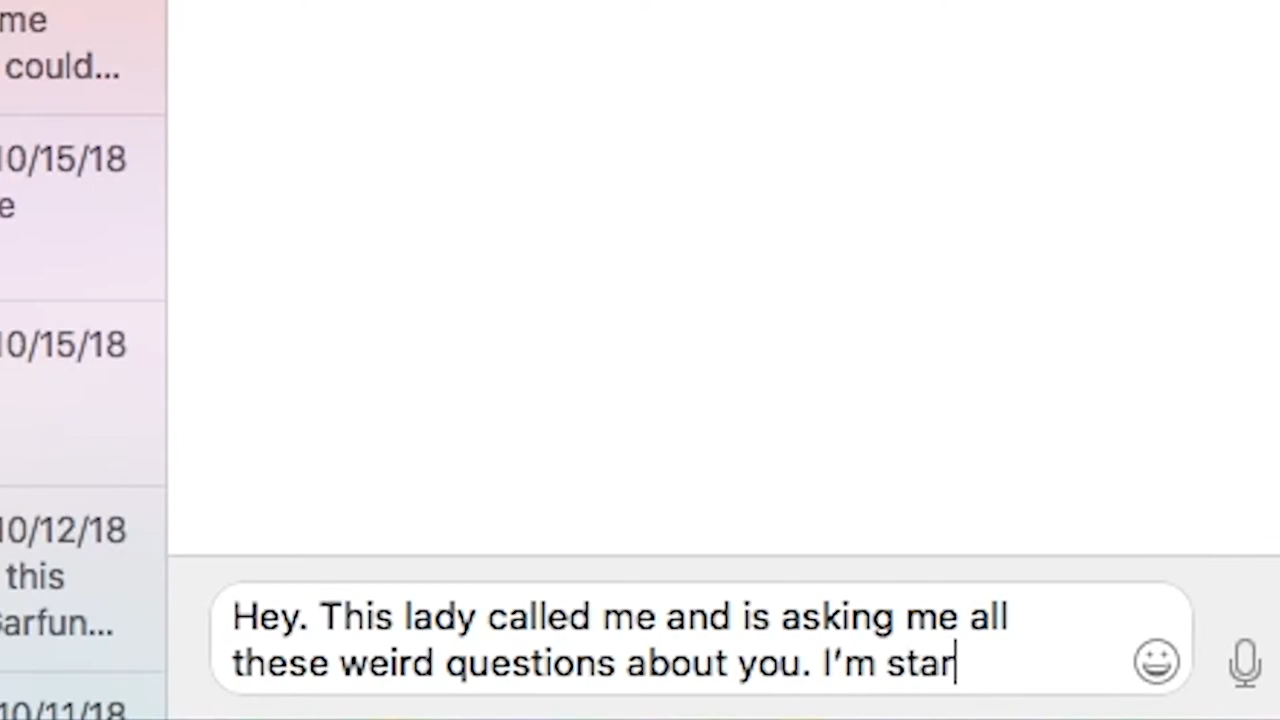 me
could...
10/15/18
e
10/15/18
10/12/18
this
Garfun...
10/11/18
Hey. This lady called me and is asking me all
these weird questions about you. I'm star